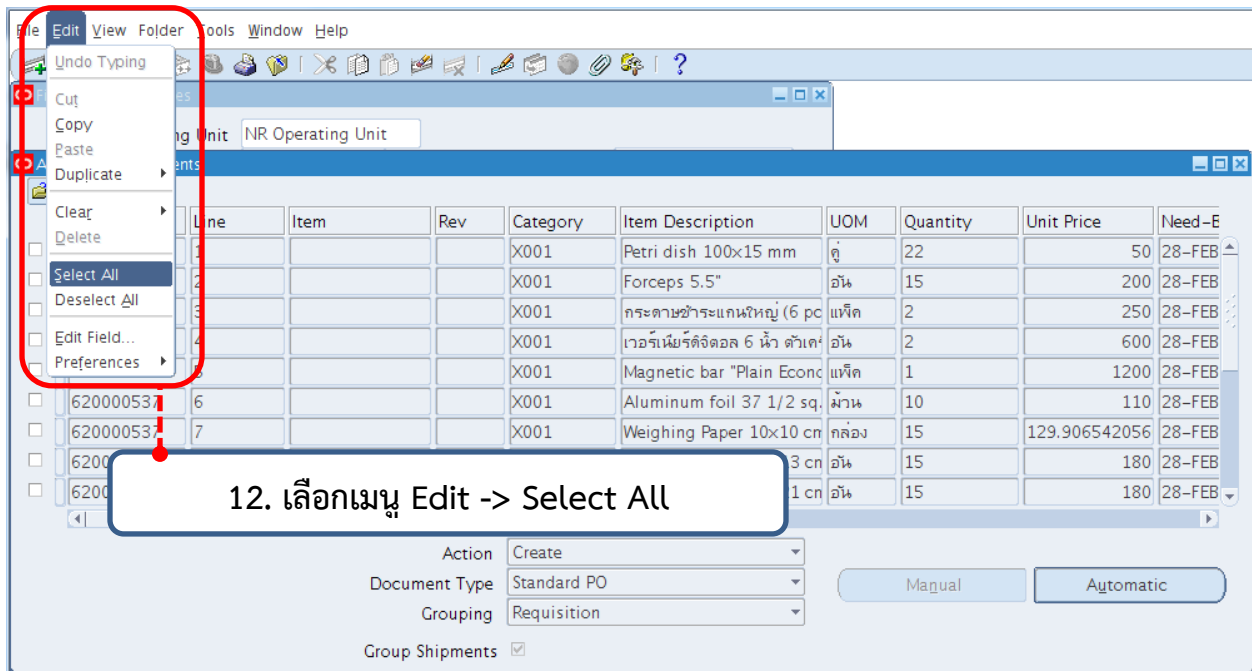 Edit View Folder Tools Window Help
Undo Typing
Cut
Copy
Paste
Duplicate
Clear
Delete
Select All
Deselect All
Edit Field...
Preferences
Unit NR Operating Unit
Line Item Rev Category Item Description UOM Quantity Unit Price
1 X001 Petri dish 100×15 mm คู่ 22 50 28-FEB
2 X001 Forceps 5.5" อัน 15 200 28-FEB
3 X001 กระดาษชำระแกนใหญ่ (6 pc แพ็ค 2 250 28-FEB
4 X001 เวอร์เนียร์ดิจิตอล 6 นิ้ว อัน 2 600 28-FEB
5 X001 Magnetic bar "Plain แพ็ค 1 1200 28-FEB
620000537 6 X001 Aluminum foil 37 1/2 sq. ม้วน 10 110 28-FEB
620000537 7 X001 Weighing Paper 10×10 cm กล่อง 15 129.906542056 28-FEB
อัน 15 180 28-FEB
อัน 15 180 28-FEB
12. เลือกเมนู Edit -> Select All
Action Create
Document Type Standard PO
Manual Automatic
Grouping Requisition
Group Shipments